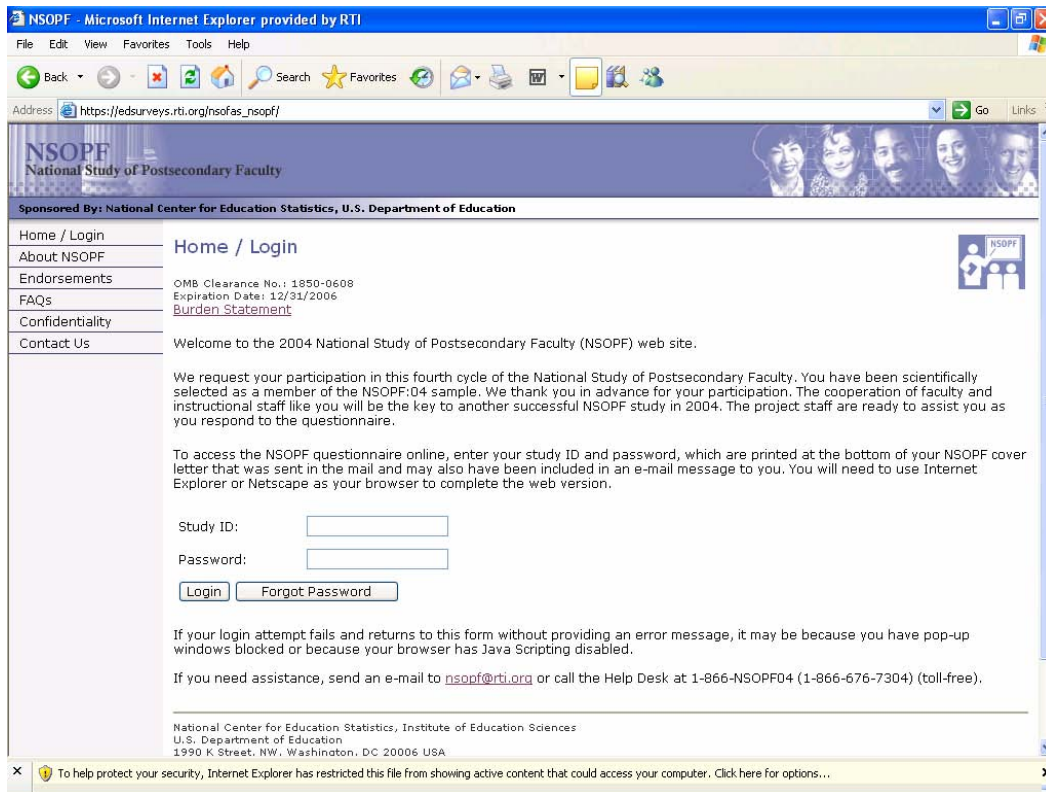 NSOPF - Microsoft Internet Explorer provided by RTI
File Edit View Favorites Tools Help
Back Search Favorites
Address https://edsurveys.rti.org/nsofas_nsopf/ Go Links
NSOPF
National Study of Postsecondary Faculty
Sponsored By: National Center for Education Statistics, U.S. Department of Education
Home / Login
About NSOPF
Endorsements
FAQs
Confidentiality
Contact Us
Home / Login
NSOPF
OMB Clearance No.: 1850-0608
Expiration Date: 12/31/2006
Burden Statement
Welcome to the 2004 National Study of Postsecondary Faculty (NSOPF) web site.
We request your participation in this fourth cycle of the National Study of Postsecondary Faculty. You have been scientifically
selected as a member of the NSOPF:04 sample. We thank you in advance for your participation. The cooperation of faculty and
instructional staff like you will be the key to another successful NSOPF study in 2004. The project staff are ready to assist you as
you respond to the questionnaire.
To access the NSOPF questionnaire online, enter your study ID and password, which are printed at the bottom of your NSOPF cover
letter that was sent in the mail and may also have been included in an e-mail message to you. You will need to use Internet
Explorer or Netscape as your browser to complete the web version.
Study ID:
Password:
Login Forgot Password
If your login attempt fails and returns to this form without providing an error message, it may be because you have pop-up
windows blocked or because your browser has Java Scripting disabled.
If you need assistance, send an e-mail to nsopf@rti.org or call the Help Desk at 1-866-NSOPF04 (1-866-676-7304) (toll-free).
National Center for Education Statistics, Institute of Education Sciences
U.S. Department of Education
1990 K Street, NW, Washington, DC 20006 USA
To help protect your security, Internet Explorer has restricted this file from showing active content that could access your computer. Click here for options...